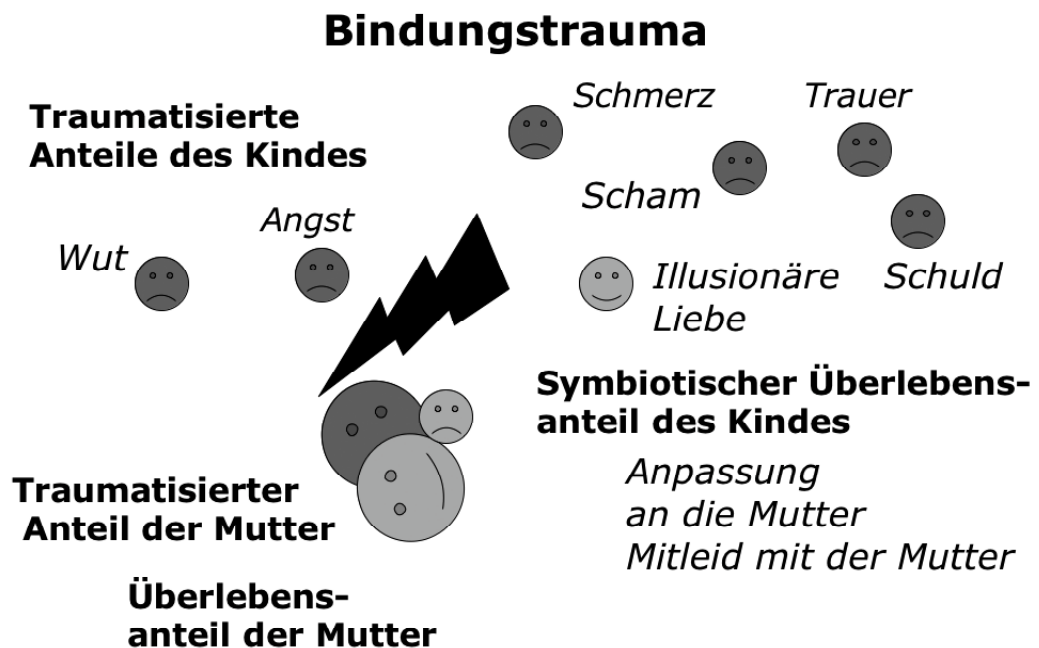 Bindungstrauma
Traumatisierte
Anteile des Kindes
Schmerz
Trauer
Scham
Angst
Wut
Illusionäre
Liebe
Schuld
Symbiotischer Überlebens-
anteil des Kindes
Anpassung
an die Mutter
Mitleid mit der Mutter
Traumatisierter
Anteil der Mutter
Überlebens-
anteil der Mutter